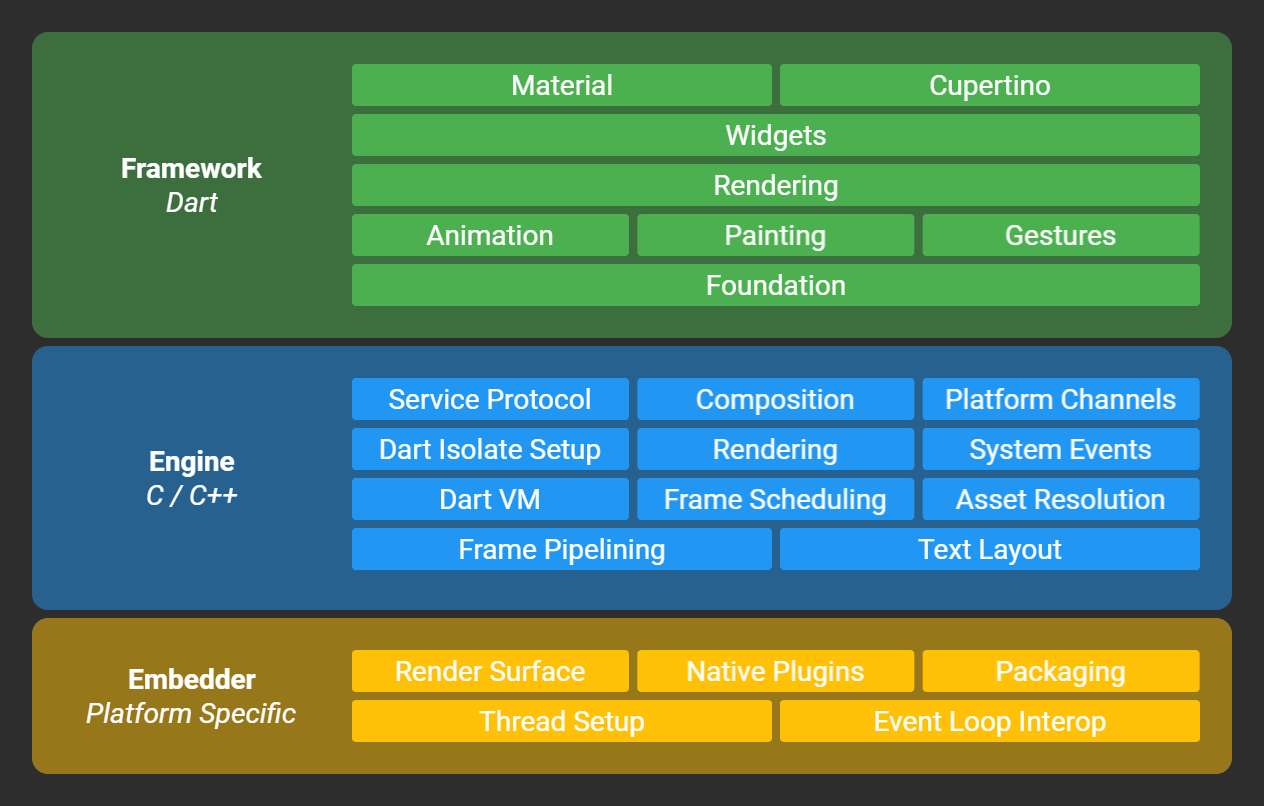 Framework
Dart
Material Cupertino
Widgets
Rendering
Animation Painting Gestures
Foundation
Engine
C / C++
Service Protocol Composition Platform Channels
Dart Isolate Setup Rendering System Events
Dart VM Frame Scheduling Asset Resolution
Frame Pipelining Text Layout
Embedder
Platform Specific
Render Surface Native Plugins Packaging
Thread Setup Event Loop Interop